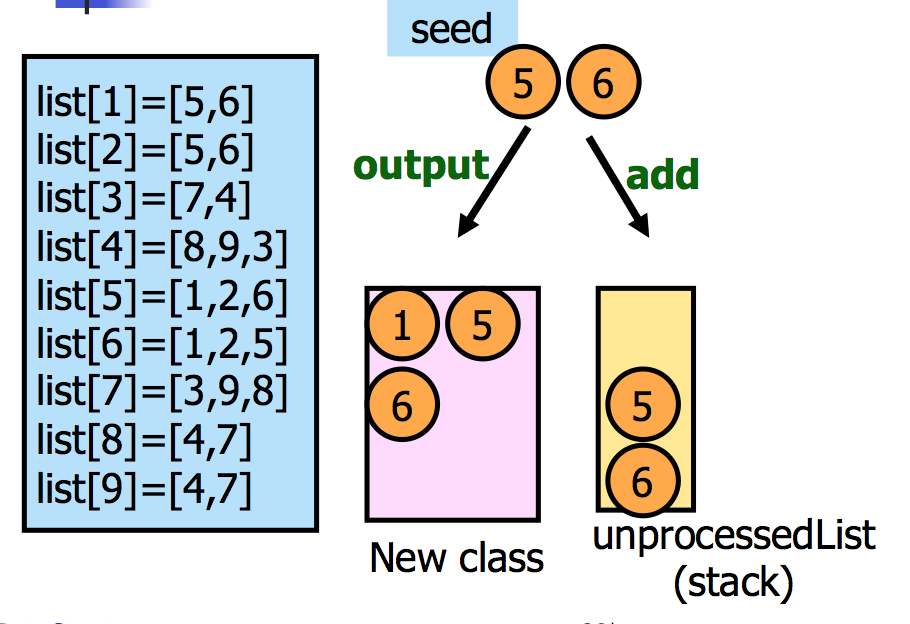 seed
5 6
output
add
list[1]=[5,6]
list[2]=[5,6]
list[3]=[7,4]
list[4]=[8,9,3]
list[5]=[1,2,6]
list[6]=[1,2,5]
list[7]=[3,9,8]
list[8]=[4,7]
list[9]=[4,7]
1 5
6
New class
5
6
unprocessedList
(stack)